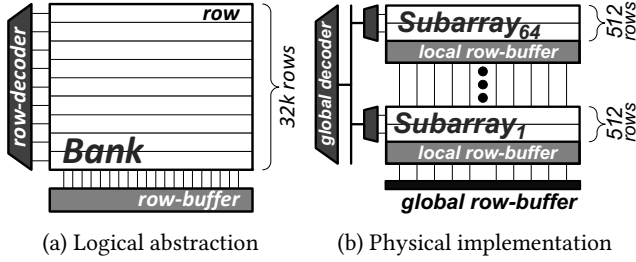 row-decoder
row
Bank
32k rows
row-buffer
(a) Logical abstraction
global decoder
Subarray64
512
rows
local row-buffer
Subarray1
512
rows
local row-buffer
global row-buffer
(b) Physical implementation